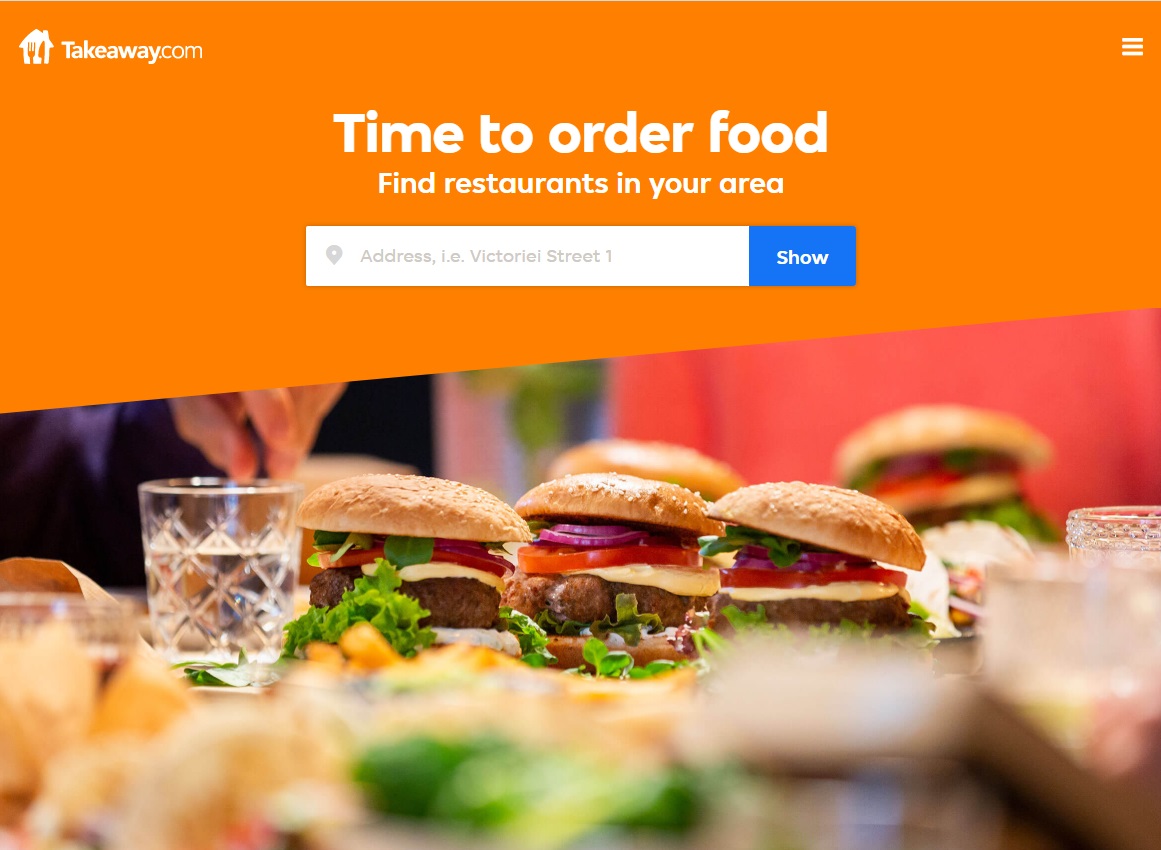 Takeaway.com
Time to order food
Find restaurants in your area
Address, i.e. Victoriei Street 1
Show